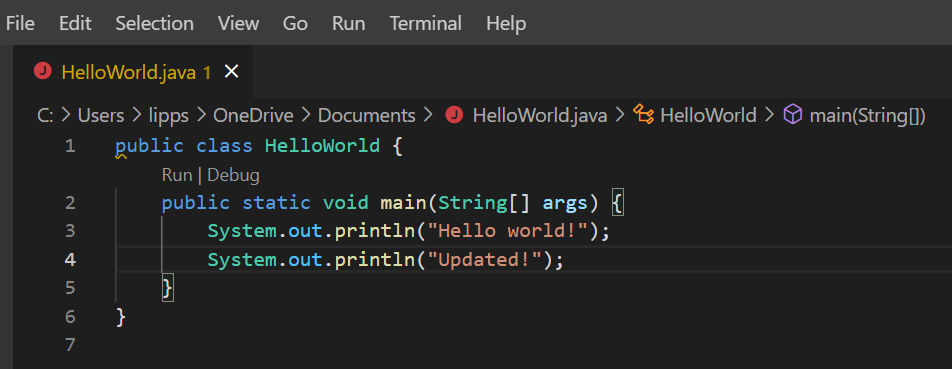 File Edit Selection View Go Run Terminal Help
HelloWorld.java 1 ×
C: > Users > lipps > OneDrive > Documents > J HelloWorld.java > HelloWorld > main(String[])
1 public class HelloWorld {
Run | Debug
2 public static void main(String[] args) {
3 System.out.println("Hello world!");
4 System.out.println("Updated!");
5 }
6 }
7